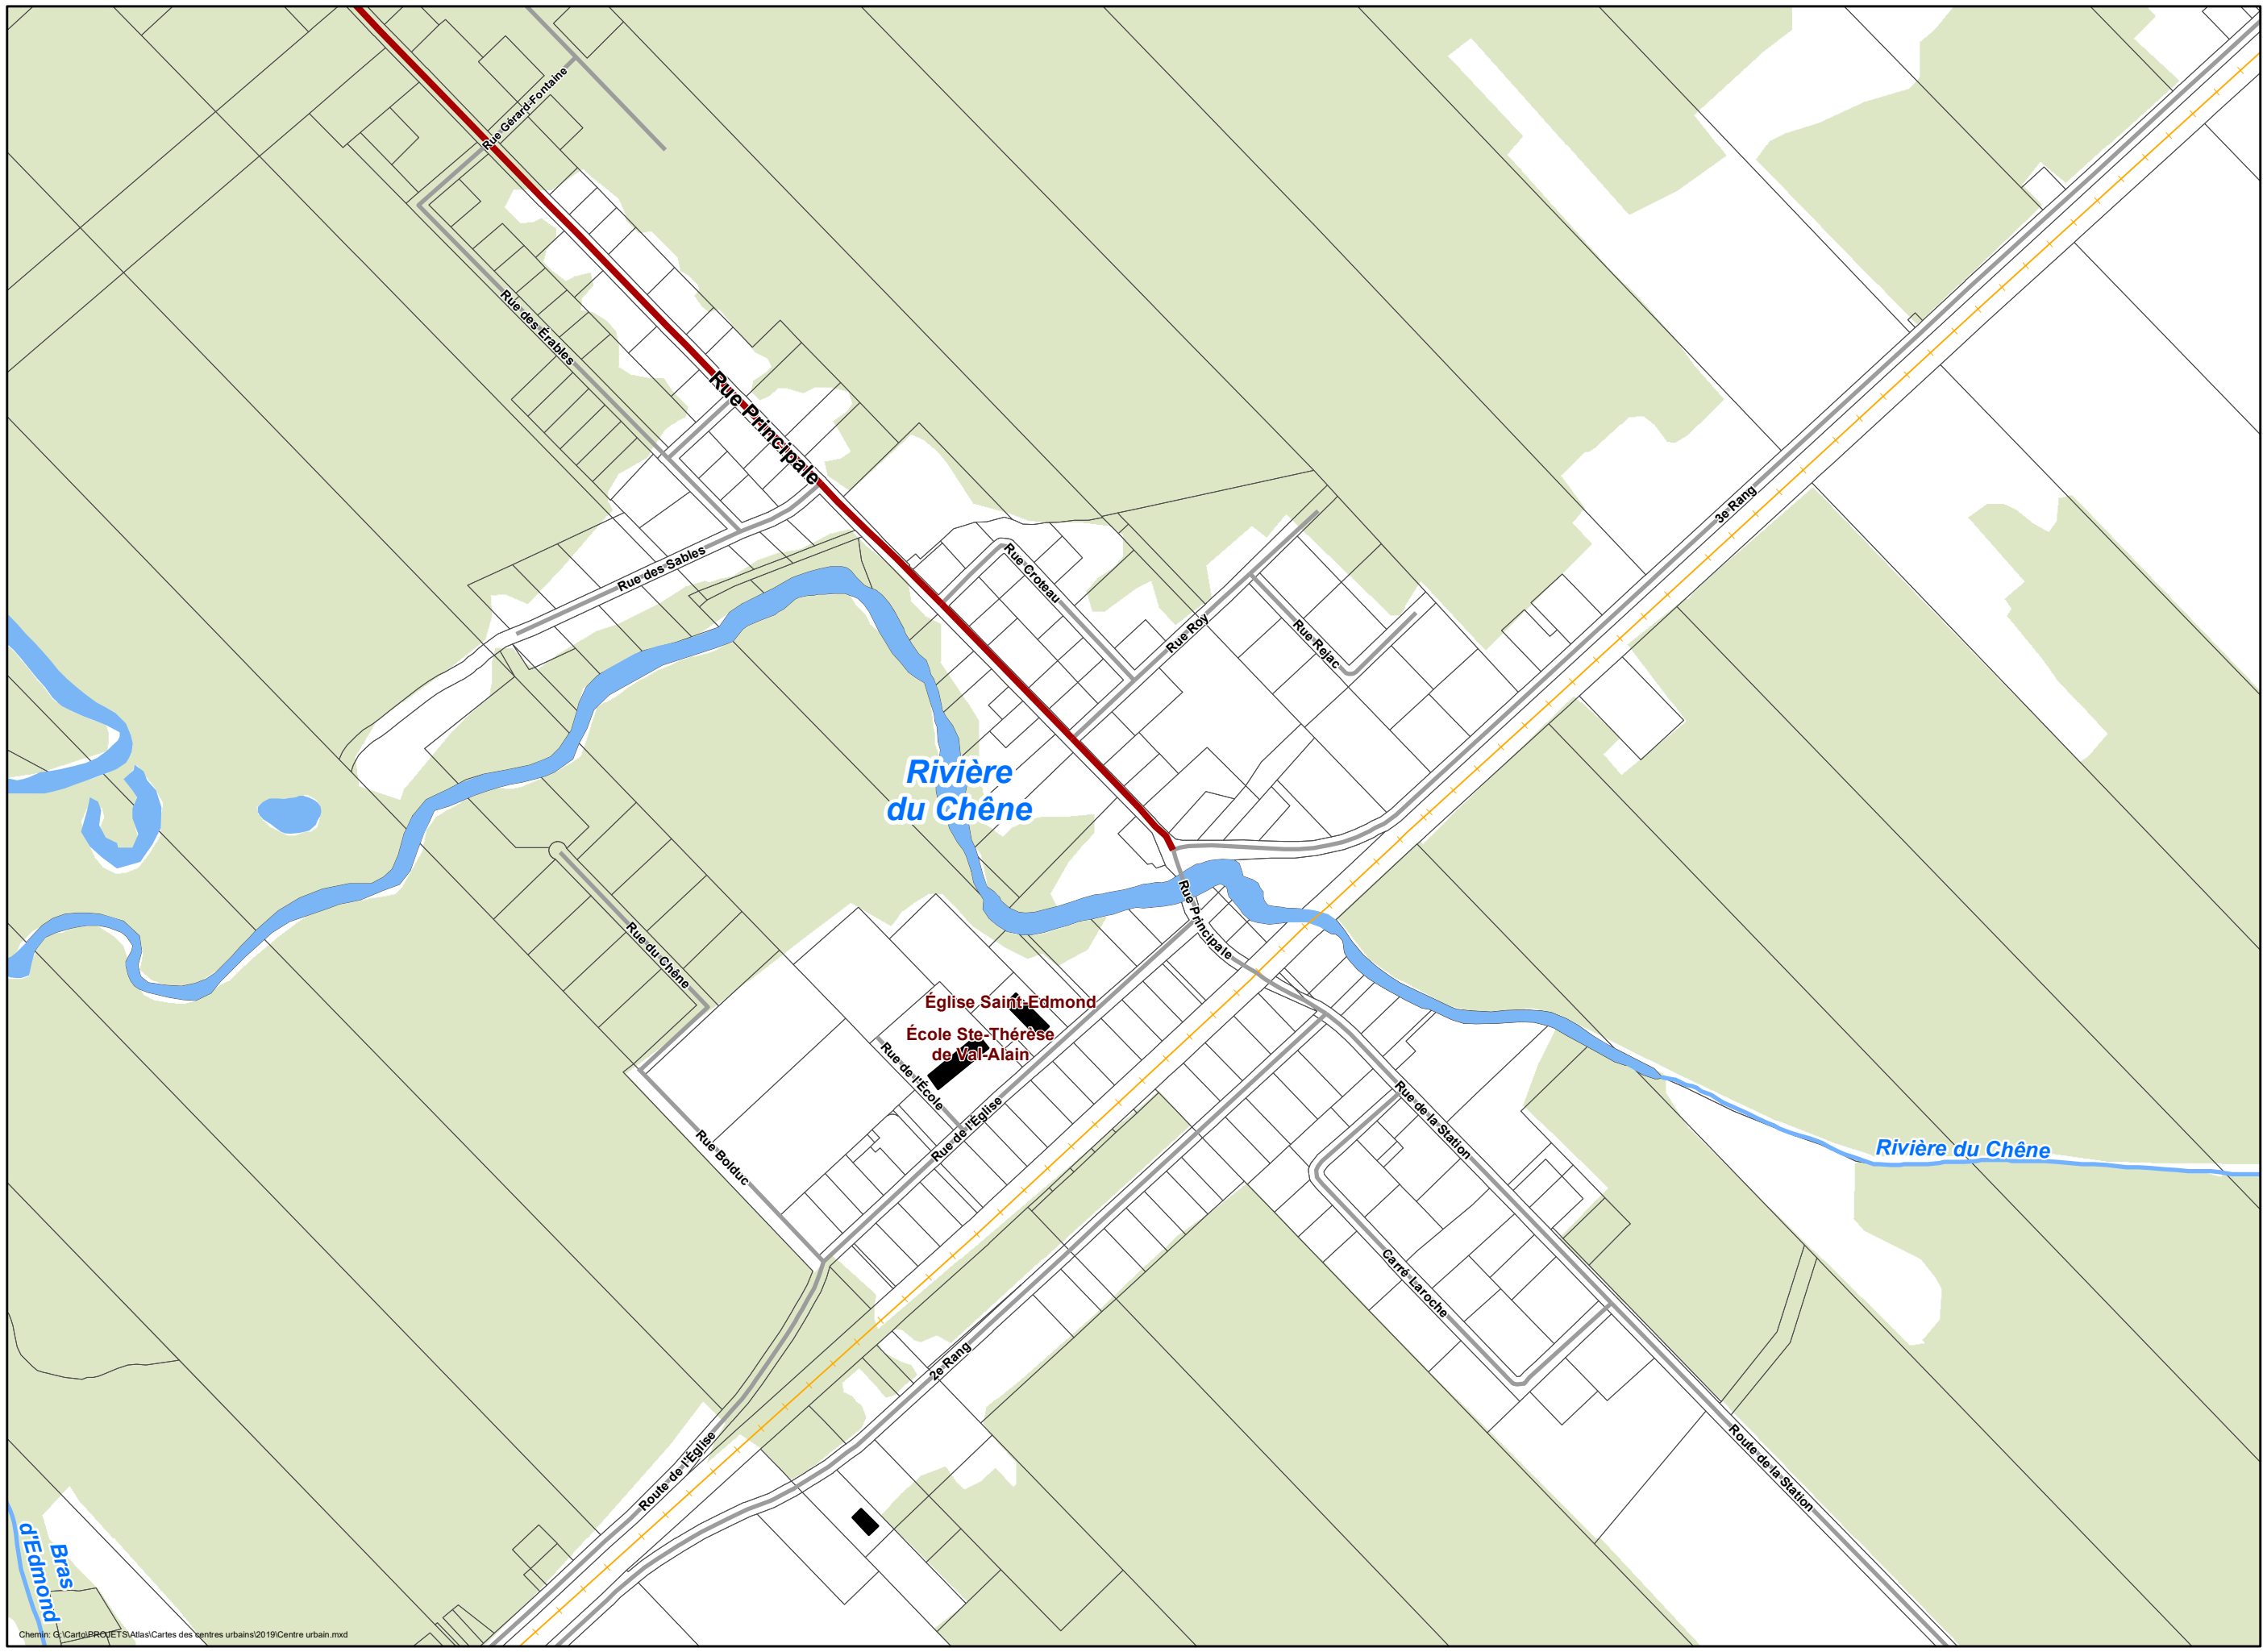 Rue Gérard-Fontaine
Rue des Érables
Rue Principale
3e Rang
Rue des Sables
Rue Croteau
Rue Roy
Rue Rejac
Rivière
du Chêne
Rue Principale
Rue du Chêne
Église Saint-Edmond
École Ste-Thérèse
de Val-Alain
Rue de l'École
Rue de l'Église
Rue Bolduc
Rue de la Station
Rivière du Chêne
Carré Laroche
2e Rang
Route de l'Église
Route de la Station
Bras
d'Edmond
Chemin: G:\Carto\PROJETS\Atlas\Cartes des centres urbains\2019\Centre urbain.mxd